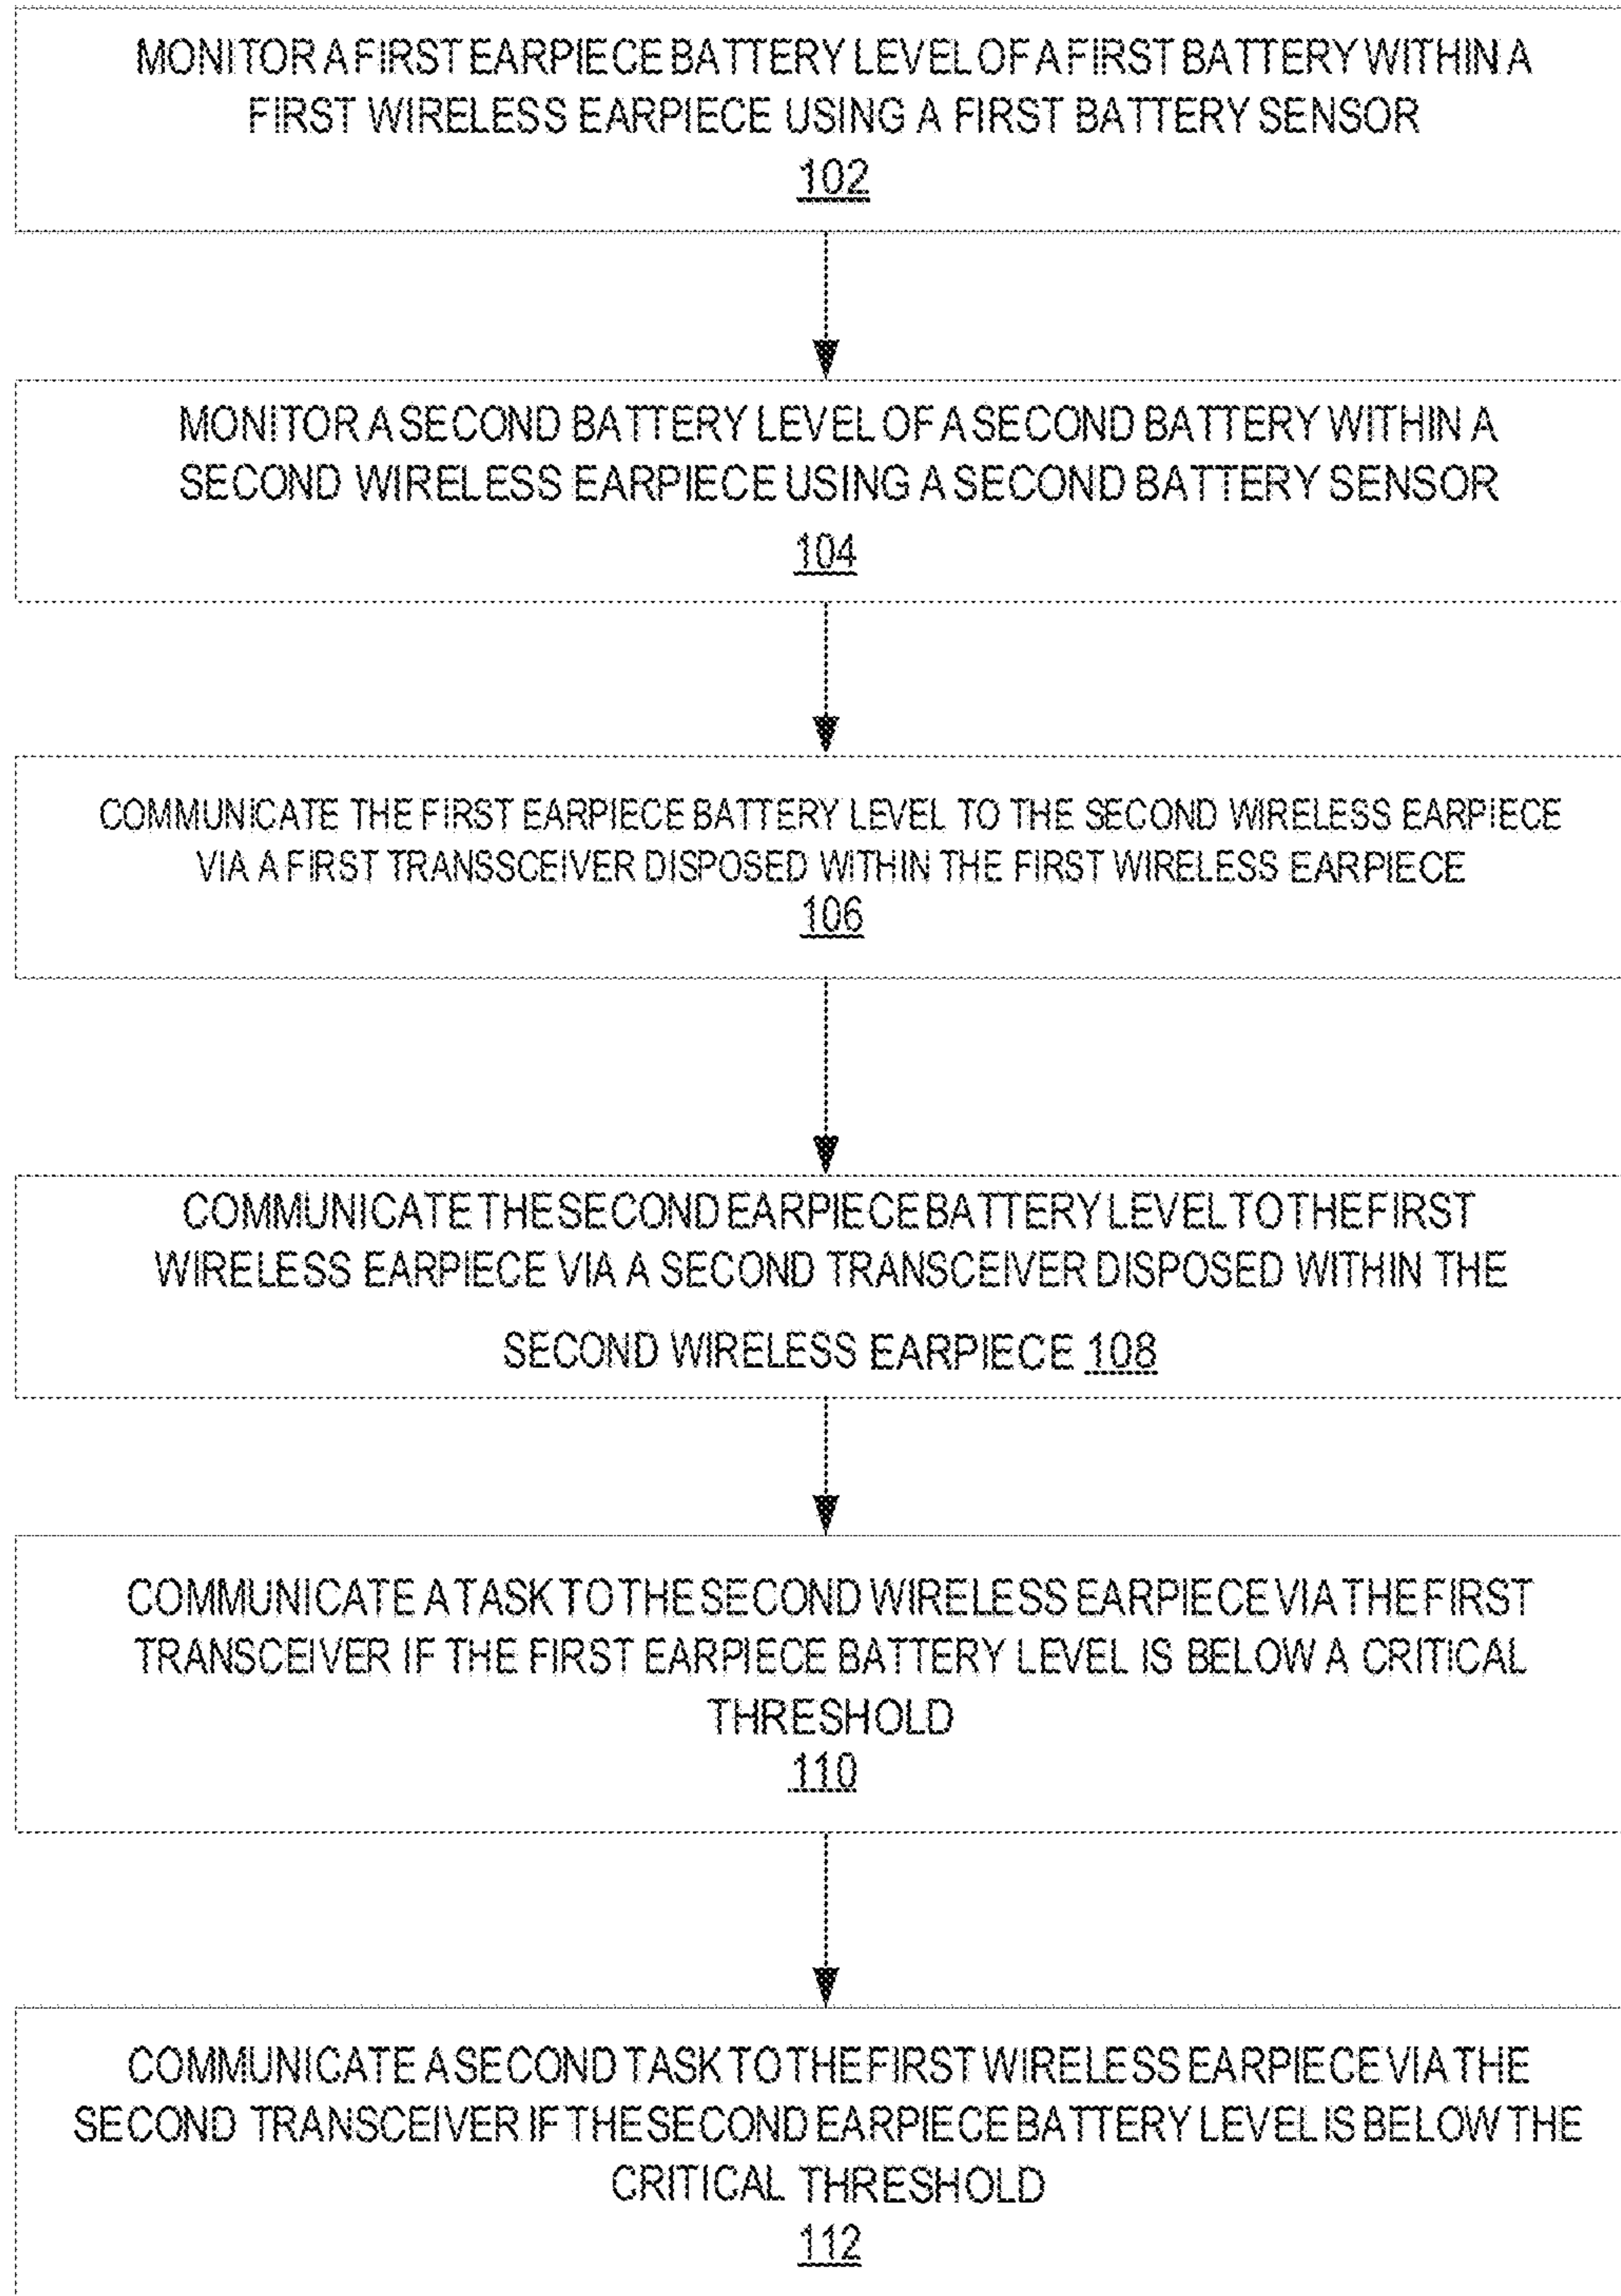 MONITOR A FIRST EARPIECE BATTERY LEVEL OF A FIRST BATTERY WITHIN A
FIRST WIRELESS EARPIECE USING A FIRST BATTERY SENSOR
102
MONITOR A SECOND BATTERY LEVEL OF A SECOND BATTERY WITHIN A
SECOND WIRELESS EARPIECE USING A SECOND BATTERY SENSOR
104
COMMUNICATE THE FIRST EARPIECE BATTERY LEVEL TO THE SECOND WIRELESS EARPIECE
VIA A FIRST TRANSSCEIVER DISPOSED WITHIN THE FIRST WIRELESS EARPIECE
106
COMMUNICATE THE SECOND EARPIECE BATTERY LEVEL TO THE FIRST
WIRELESS EARPIECE VIA A SECOND TRANSCEIVER DISPOSED WITHIN THE
SECOND WIRELESS EARPIECE 108
COMMUNICATE A TASK TO THE SECOND WIRELESS EARPIECE VIA THE FIRST
TRANSCEIVER IF THE FIRST EARPIECE BATTERY LEVEL IS BELOW A CRITICAL
THRESHOLD
110
COMMUNICATE A SECOND TASK TO THE FIRST WIRELESS EARPIECE VIA THE
SECOND TRANSCEIVER IF THE SECOND EARPIECE BATTERY LEVEL IS BELOW THE
CRITICAL THRESHOLD
112